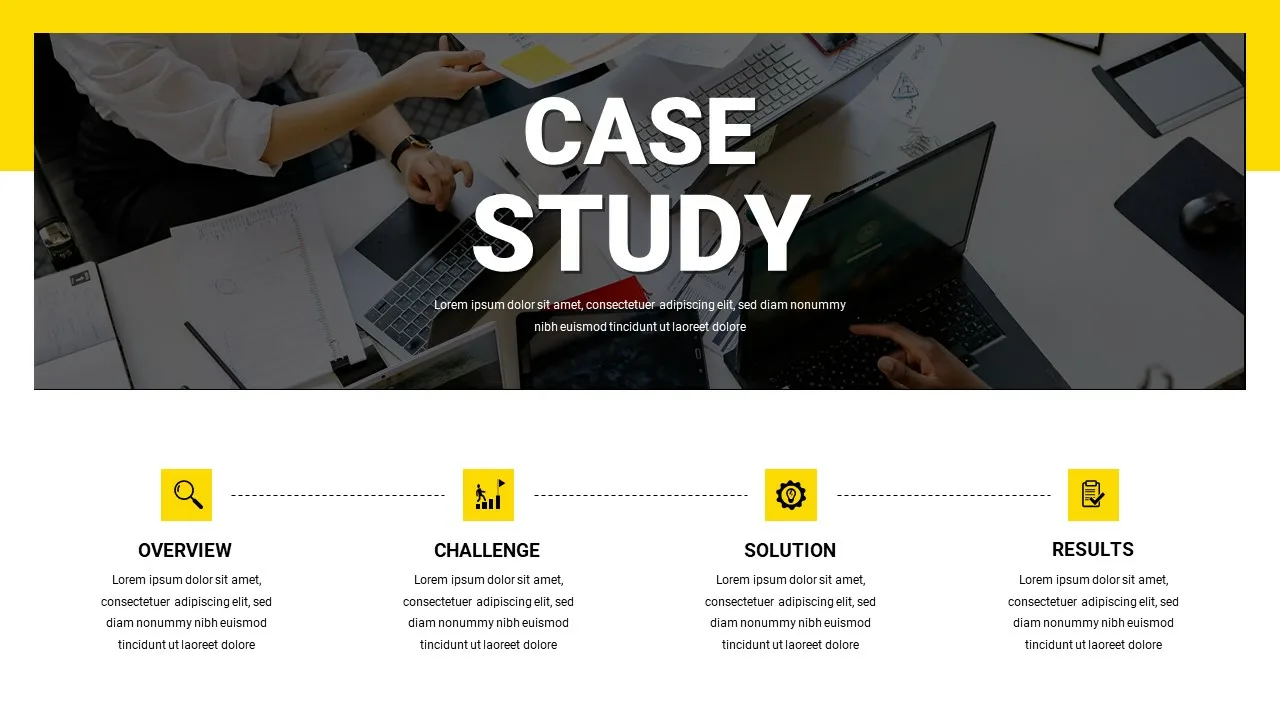 CASE
STUDY
Lorem ipsum dolor sit amet, consectetuer adipiscing elit, sed diam nonummy
nibh euismod tincidunt ut laoreet dolore
OVERVIEW
Lorem ipsum dolor sit amet,
consectetuer adipiscing elit, sed
diam nonummy nibh euismod
tincidunt ut laoreet dolore
CHALLENGE
Lorem ipsum dolor sit amet,
consectetuer adipiscing elit, sed
diam nonummy nibh euismod
tincidunt ut laoreet dolore
SOLUTION
Lorem ipsum dolor sit amet,
consectetuer adipiscing elit, sed
diam nonummy nibh euismod
tincidunt ut laoreet dolore
RESULTS
Lorem ipsum dolor sit amet,
consectetuer adipiscing elit, sed
diam nonummy nibh euismod
tincidunt ut laoreet dolore